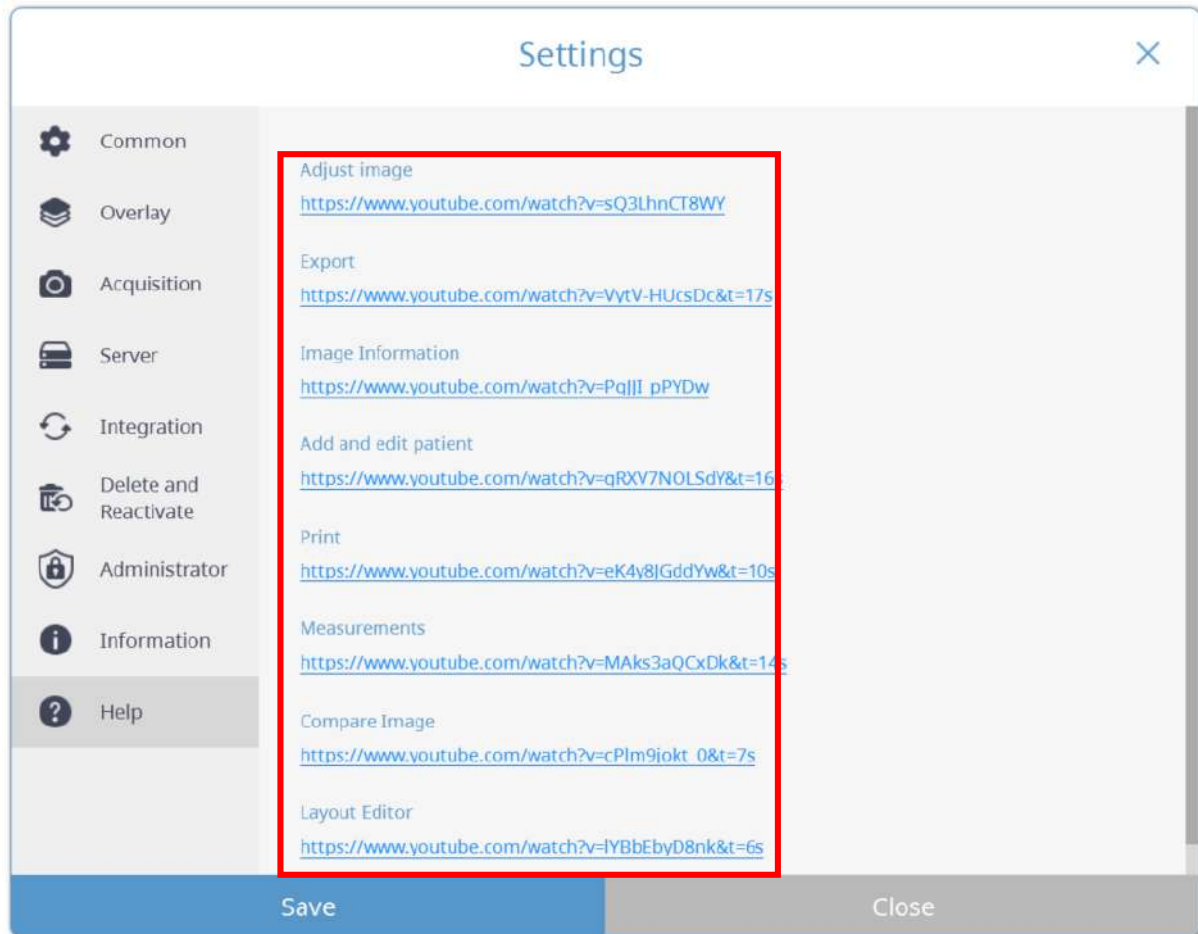 Settings
Common
Overlay
Acquisition
Server
Integration
Delete and
Reactivate
Administrator
Information
Help
Adjust image
https://www.youtube.com/watch?v=sQ3LhnCT8WY
Export
https://www.youtube.com/watch?v=VytV-HUcsDc&t=17s
Image Information
https://www.youtube.com/watch?v=PqJJI_pPYDw
Add and edit patient
https://www.youtube.com/watch?v=qRXV7NOLSdY&t=16s
Print
https://www.youtube.com/watch?v=eK4y8JGddYw&t=10s
Measurements
https://www.youtube.com/watch?v=MAks3aQCxDk&t=14s
Compare Image
https://www.youtube.com/watch?v=cPlm9jokt_0&t=7s
Layout Editor
https://www.youtube.com/watch?v=lYBbEbyD8nk&t=6s
Save
Close